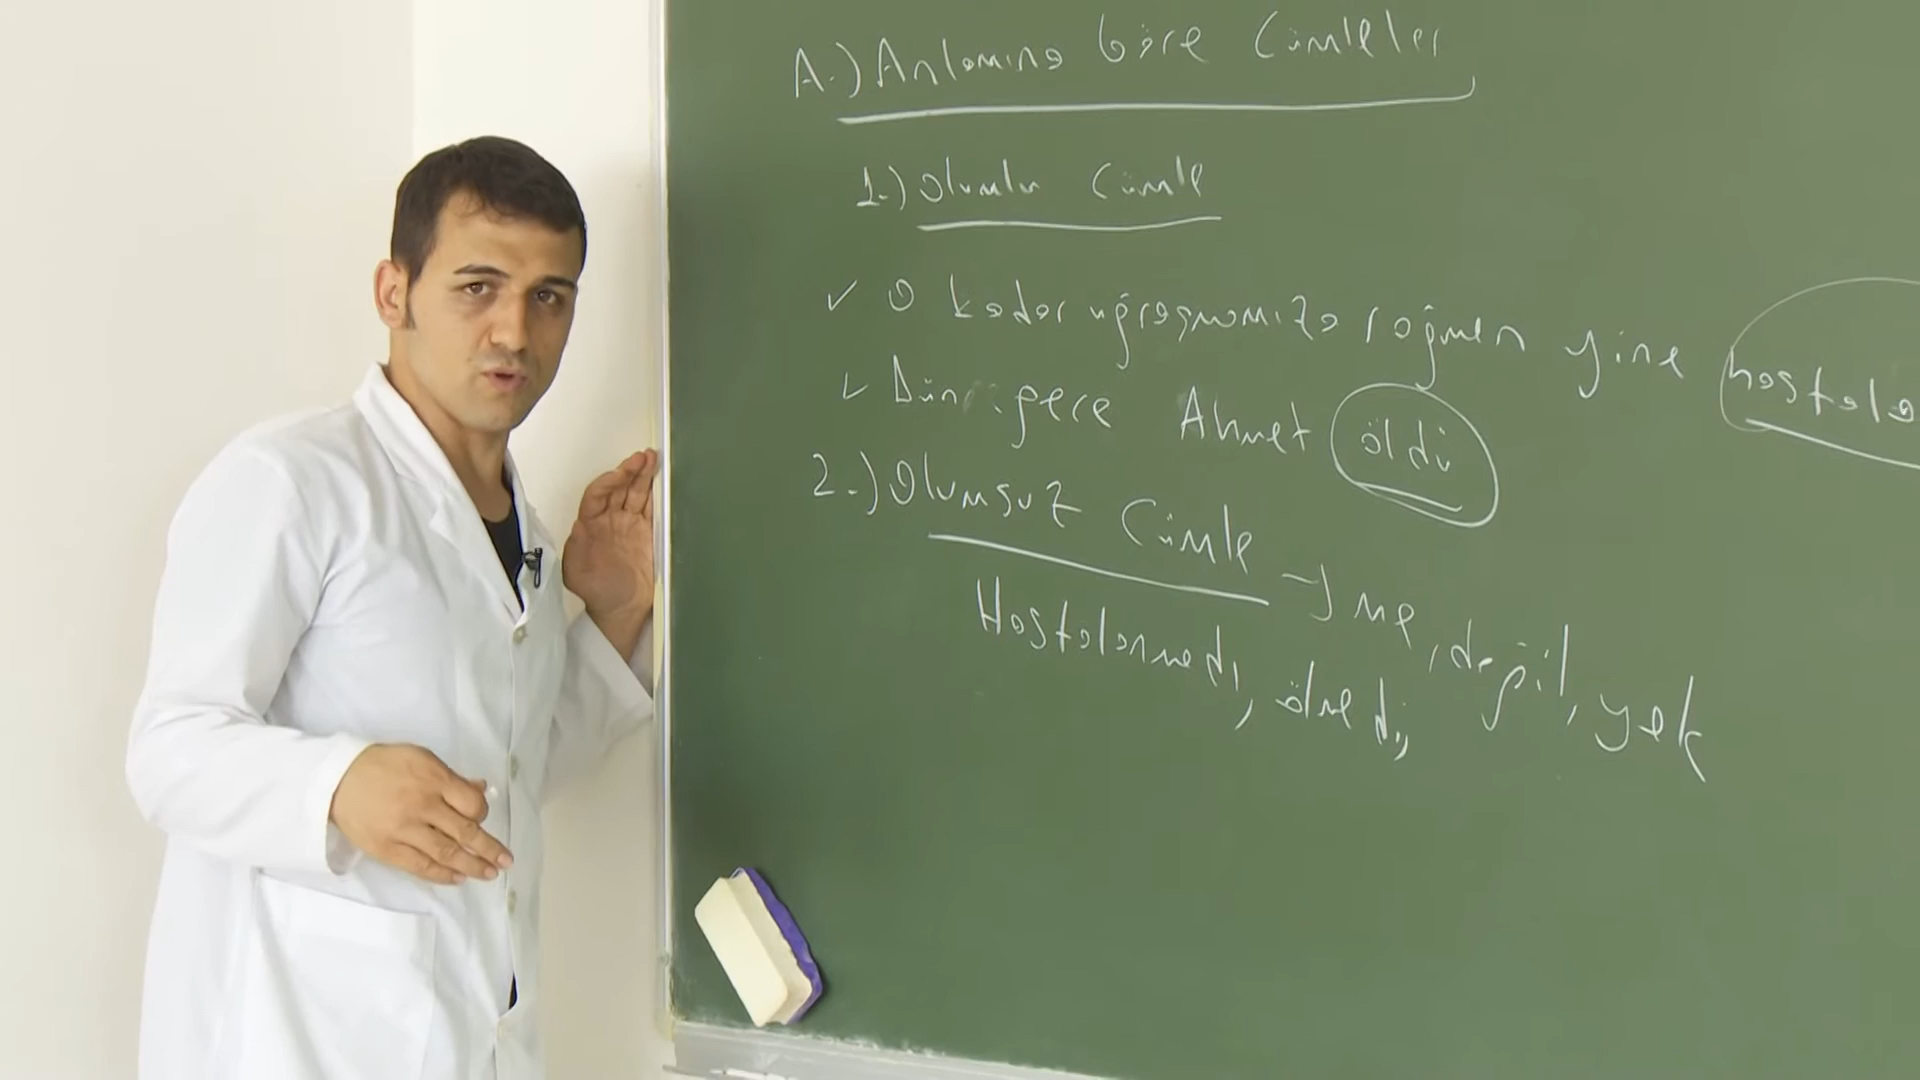 A.) Anlamına Göre Cümleler
1.) Olumlu Cümle
✓ O kadar uğraşmamıza rağmen yine hastala
✓ Dün gece Ahmet öldü
2.) Olumsuz Cümle → me, değil, yok
Hastalanmadı, ölmedi,